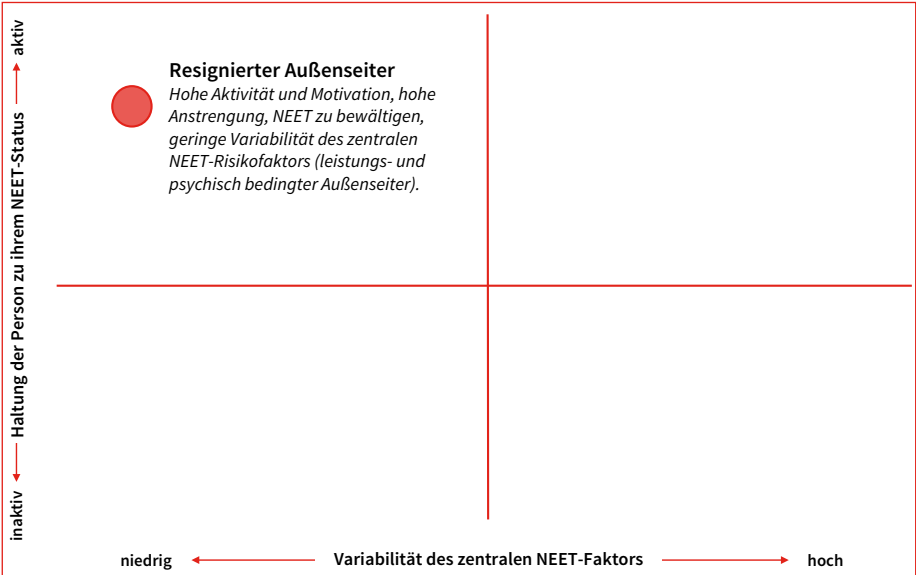 Resignierter Außenseiter
Hohe Aktivität und Motivation, hohe
Anstrengung, NEET zu bewältigen,
geringe Variabilität des zentralen
NEET-Risikofaktors (leistungs- und
psychisch bedingter Außenseiter).
inaktiv Haltung der Person zu ihrem NEET-Status aktiv
niedrig Variabilität des zentralen NEET-Faktors hoch